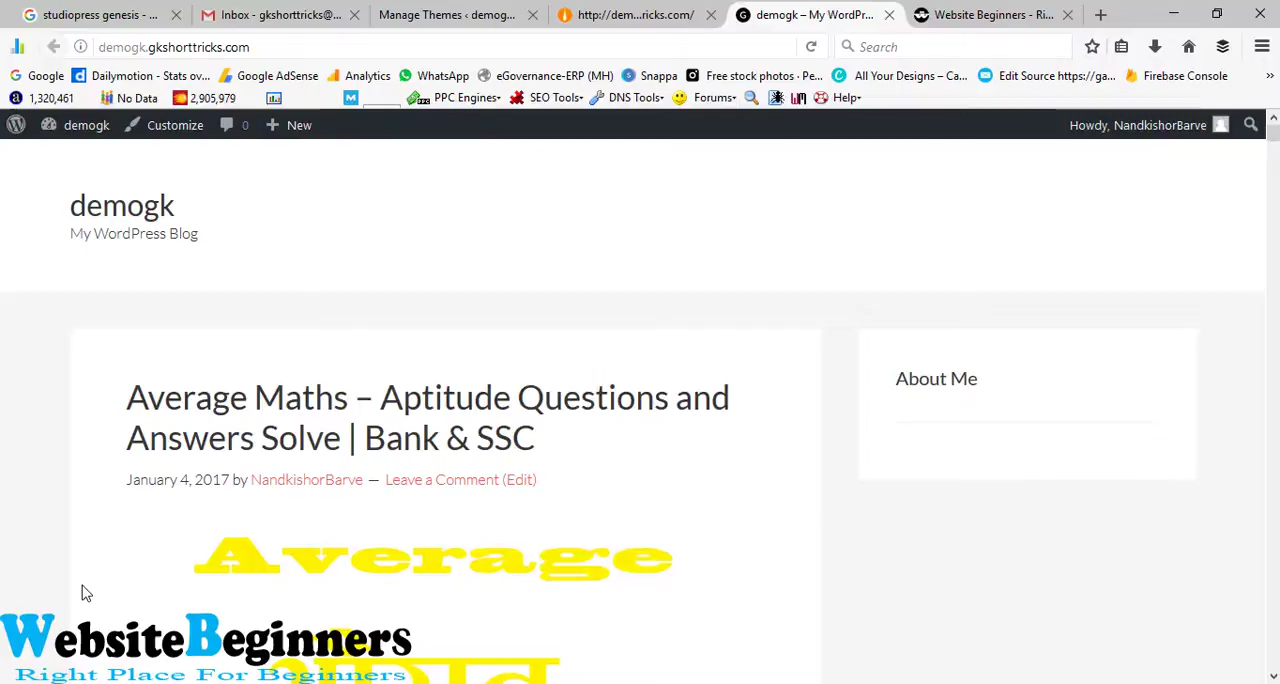 studiopress genesis - ...
Inbox - gkshorttricks@...
Manage Themes ‹ demog...
http://dem...ricks.com/
demogk – My WordPr...
Website Beginners - Ri...
demogk.gkshorttricks.com
Search
Google
Dailymotion - Stats ov...
Google AdSense
Analytics
WhatsApp
eGovernance-ERP (MH)
Snappa
Free stock photos · Pe...
All Your Designs – Ca...
Edit Source https://ga...
Firebase Console
1,320,461
No Data
2,905,979
PPC Engines
SEO Tools
DNS Tools
Forums
Help
demogk
Customize
0
New
Howdy, NandkishorBarve
demogk
My WordPress Blog
Average Maths – Aptitude Questions and
Answers Solve | Bank & SSC
January 4, 2017 by NandkishorBarve — Leave a Comment (Edit)
About Me
Average
WebsiteBeginners
Right Place For Beginners